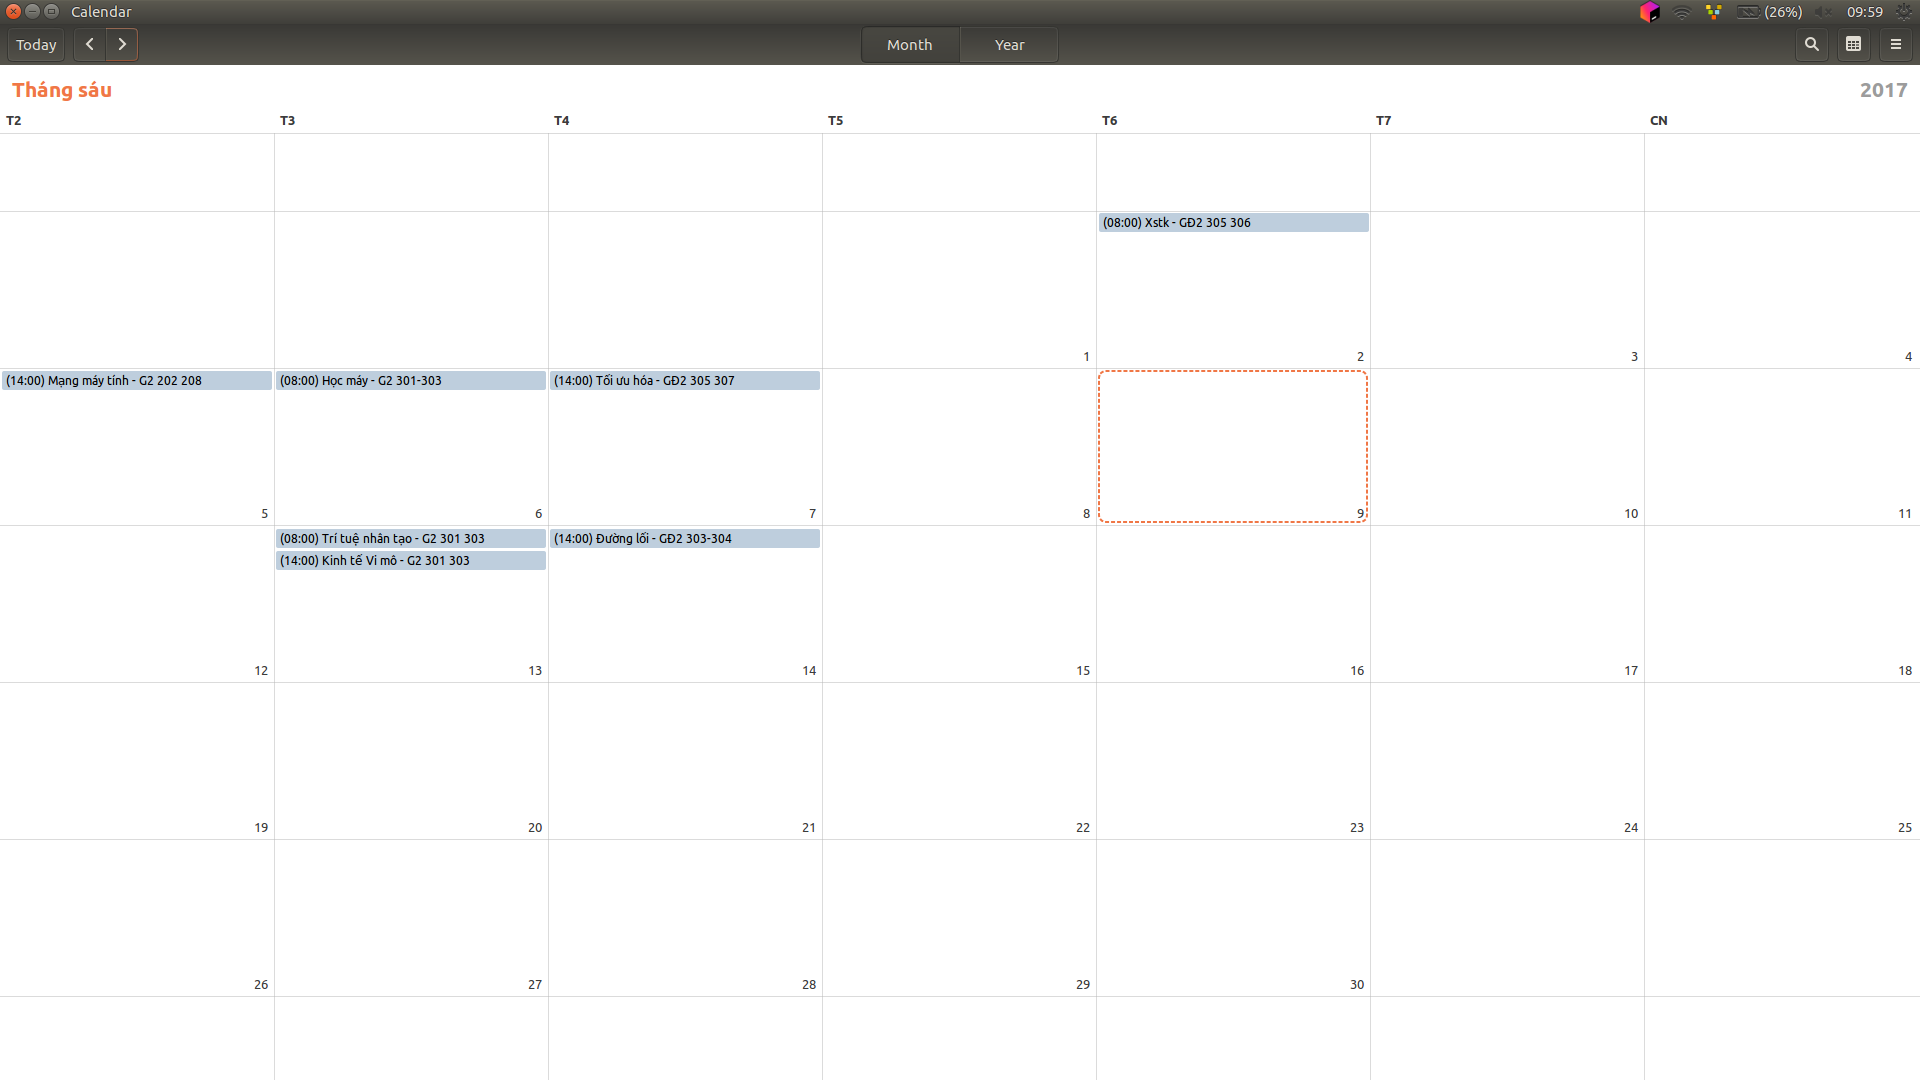 Calendar
(26%)
09:59
Today
Month
Year
Tháng sáu
2017
T2
T3
T4
T5
T6
T7
CN
(08:00) Xstk - GĐ2 305 306
1
2
3
4
(14:00) Mạng máy tính - G2 202 208
(08:00) Học máy - G2 301-303
(14:00) Tối ưu hóa - GĐ2 305 307
5
6
7
8
9
10
11
(08:00) Trí tuệ nhân tạo - G2 301 303
(14:00) Đường lối - GĐ2 303-304
(14:00) Kinh tế Vi mô - G2 301 303
12
13
14
15
16
17
18
19
20
21
22
23
24
25
26
27
28
29
30